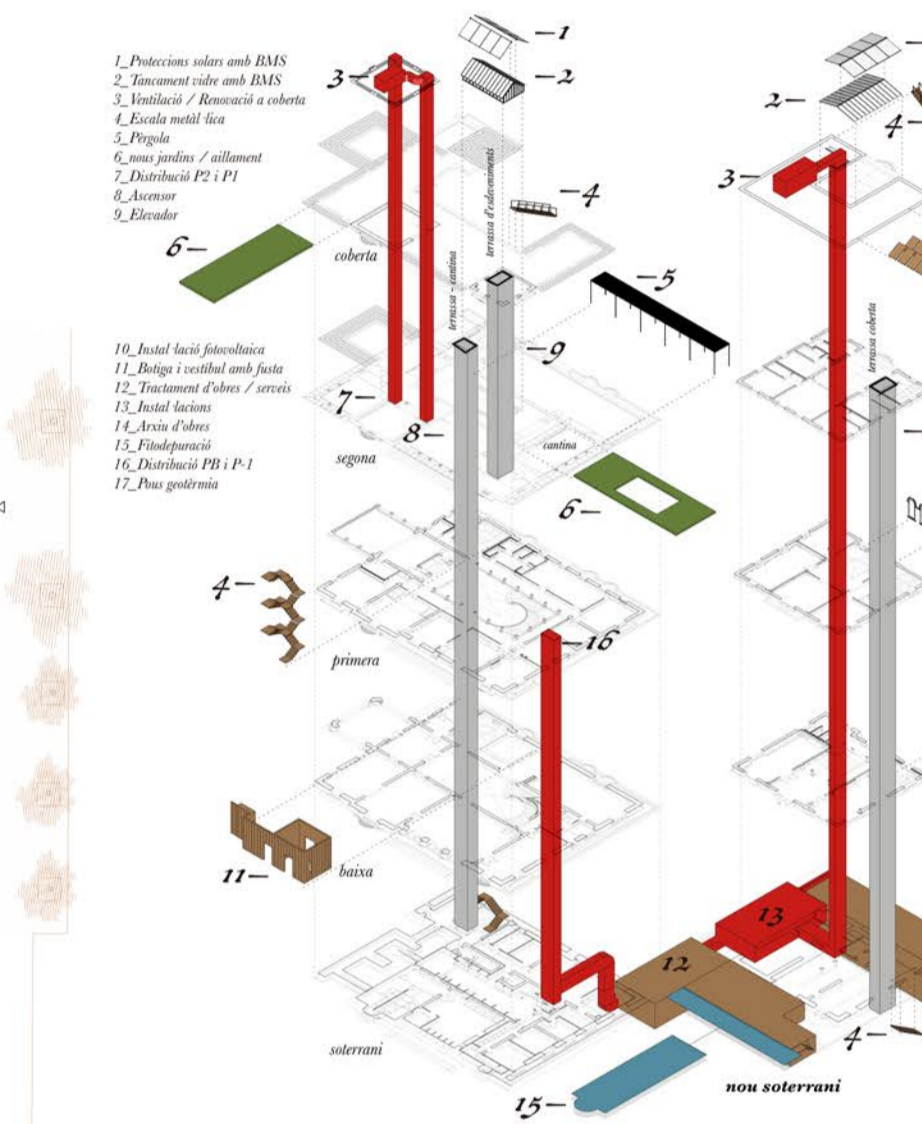 1_Proteccions solars amb BMS
2_Tancament vidre amb BMS
3_Ventilació / Renovació a coberta
4_Escala metàl·lica
5_Pèrgola
6_nous jardins / aillament
7_Distribució P2 i P1
8_Ascensor
9_Elevador
10_Instal·lació fotovoltaica
11_Botiga i vestíbul amb fusta
12_Tractament d'obres / serveis
13_Instal·lacions
14_Arxiu d'obres
15_Fitodepuració
16_Distribució PB i P-1
17_Pous geotèrmia
1
2
3
4
5
6
coberta
terrassa - cantina
terrassa d'esdeveniments
7
8
9
segona
cantina
6
4
primera
16
11
baixa
soterrani
12
13
15
nou soterrani
2
4
3
terrassa coberta
4